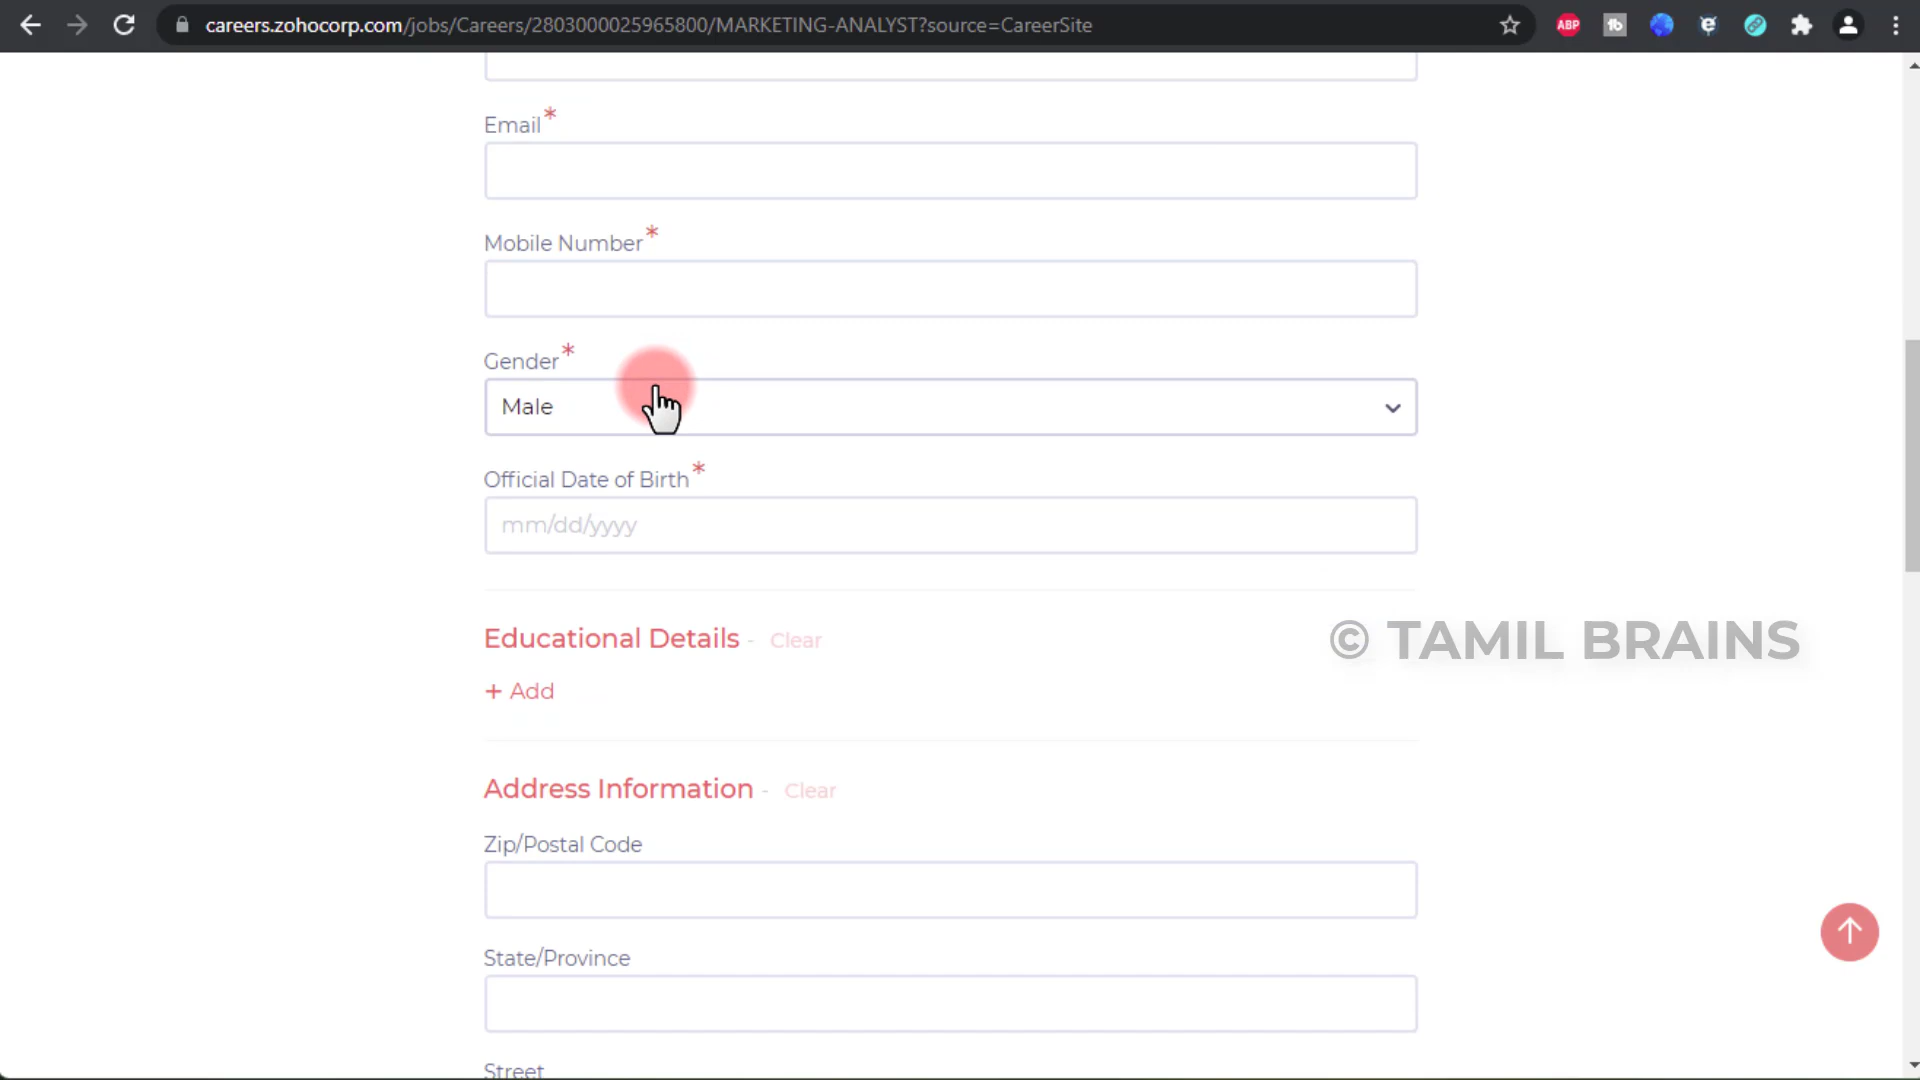 careers.zohocorp.com/jobs/Careers/2803000025965800/MARKETING-ANALYST?source=CareerSite
ABP
tb
Email*
Mobile Number*
Gender*
Male
Official Date of Birth*
mm/dd/yyyy
Educational Details - Clear
© TAMIL BRAINS
+ Add
Address Information - Clear
Zip/Postal Code
State/Province
Street